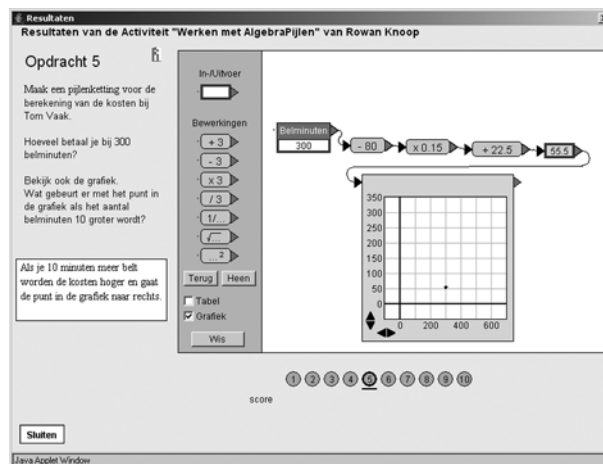 Resultaten
Resultaten van de Activiteit "Werken met AlgebraPijlen" van Rowan Knoop
Opdracht 5
Maak een pijlenketting voor de
berekening van de kosten bij
Tom Vaak.
Hoeveel betaal je bij 300
belminuten?
Bekijk ook de grafiek.
Wat gebeurt er met het punt in
de grafiek als het aantal
belminuten 10 groter wordt?
Als je 10 minuten meer belt
worden de kosten hoger en gaat
de punt in de grafiek naar rechts.
In-/Uitvoer
Bewerkingen
+ 3
- 3
x 3
/ 3
1/...
√...
...²
Terug Heen
Tabel
Grafiek
Wis
Belminuten
300
- 80
x 0.15
+ 22.5
55.5
350
300
250
200
150
100
50
0
0 200 400 600
1 2 3 4 5 6 7 8 9 10
score
Sluiten
Java Applet Window